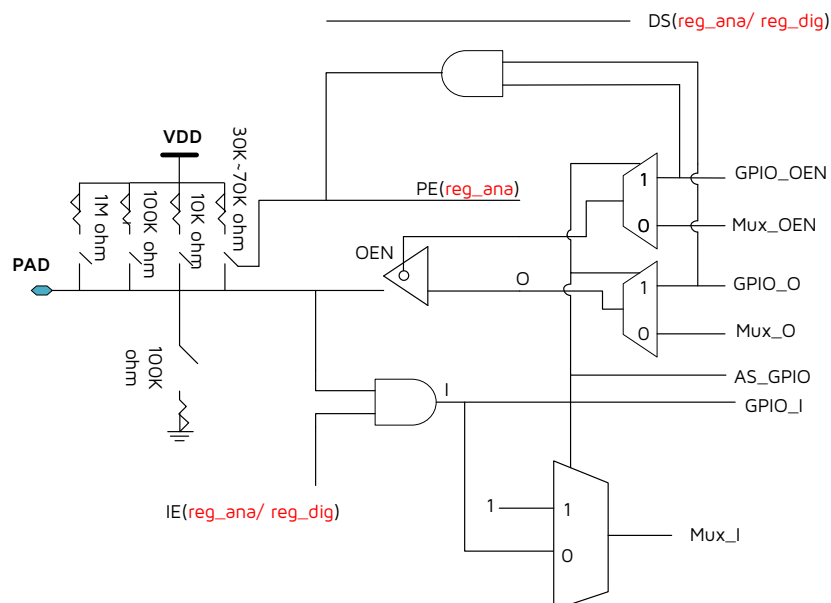 DS(reg_ana/ reg_dig)
VDD
30K~70K ohm
10K ohm
100K ohm
1M ohm
PE(reg_ana)
1
GPIO_OEN
0
Mux_OEN
OEN
PAD
O
1
GPIO_O
0
Mux_O
100K
ohm
AS_GPIO
I
GPIO_I
IE(reg_ana/ reg_dig)
1
1
0
Mux_I